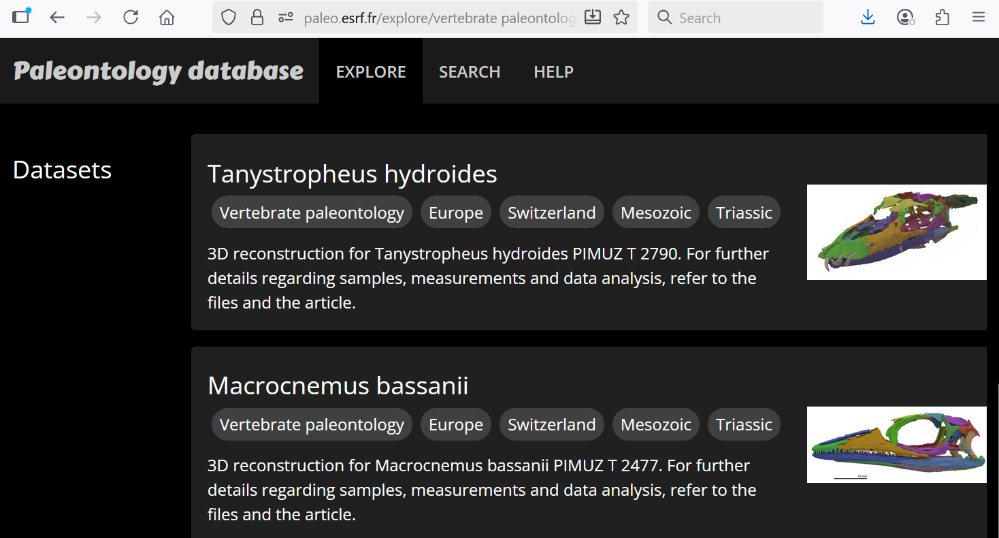 paleo.esrf.fr/explore/vertebrate paleontolog
Search
Paleontology database
EXPLORE
SEARCH
HELP
Datasets
Tanystropheus hydroides
Vertebrate paleontology
Europe
Switzerland
Mesozoic
Triassic
3D reconstruction for Tanystropheus hydroides PIMUZ T 2790. For further
details regarding samples, measurements and data analysis, refer to the
files and the article.
Macrocnemus bassanii
Vertebrate paleontology
Europe
Switzerland
Mesozoic
Triassic
3D reconstruction for Macrocnemus bassanii PIMUZ T 2477. For further
details regarding samples, measurements and data analysis, refer to the
files and the article.
10 mm